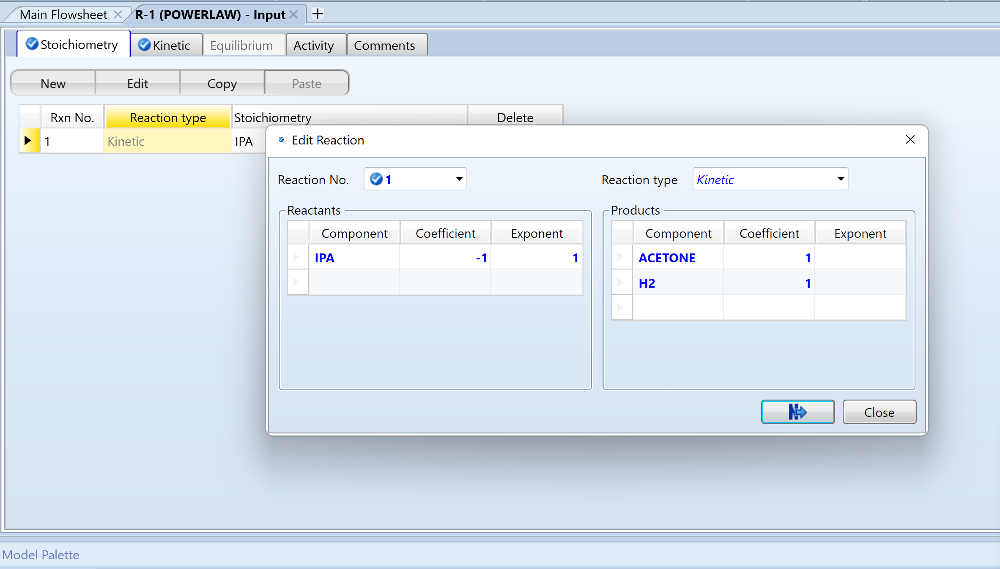 Main Flowsheet R-1 (POWERLAW) - Input
Stoichiometry Kinetic Equilibrium Activity Comments
New Edit Copy Paste
Rxn No. Reaction type Stoichiometry Delete
1 Kinetic IPA
Edit Reaction
Reaction No. 1 Reaction type Kinetic
Reactants
Component Coefficient Exponent
IPA -1 1
Products
Component Coefficient Exponent
ACETONE 1
H2 1
N Close
Model Palette